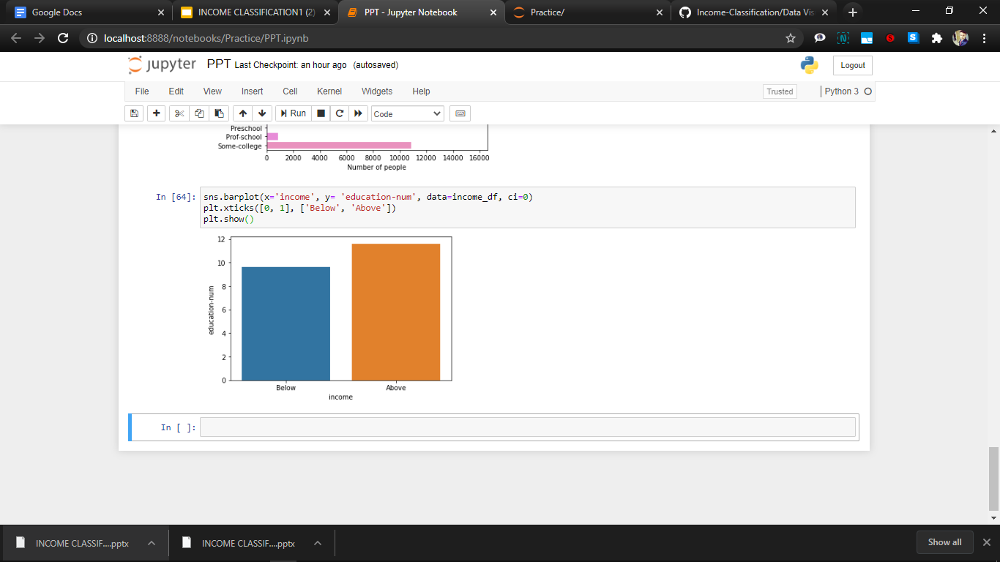 Google Docs
INCOME CLASSIFICATION1 (2)
PPT - Jupyter Notebook
Practice/
Income-Classification/Data Vis
localhost:8888/notebooks/Practice/PPT.ipynb
jupyter PPT Last Checkpoint: an hour ago (autosaved)
Logout
File Edit View Insert Cell Kernel Widgets Help
Trusted
Python 3
Run
Code
Preschool
Prof-school
Some-college
0 2000 4000 6000 8000 10000 12000 14000 16000
Number of people
In [64]:
sns.barplot(x='income', y= 'education-num', data=income_df, ci=0)
plt.xticks([0, 1], ['Below', 'Above'])
plt.show()
12
10
8
6
4
2
0
education-num
Below Above
income
In [ ]:
INCOME CLASSIF....pptx
INCOME CLASSIF....pptx
Show all